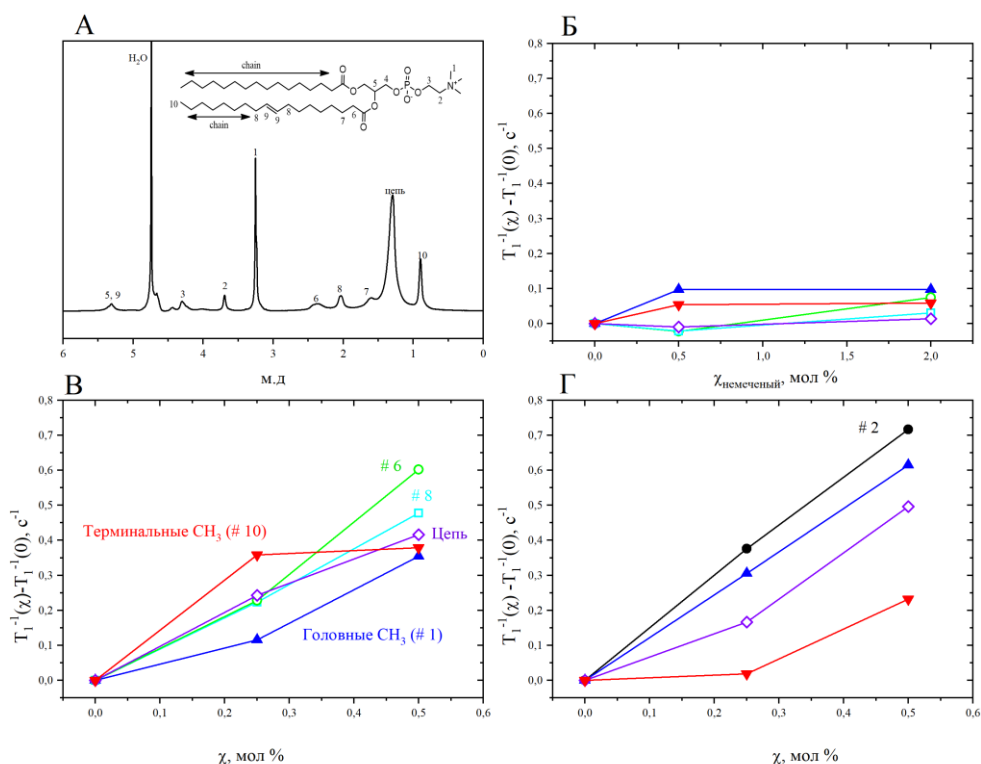 А
H₂O
chain
O
O
5
4
O
O
P
O
O⁻
3
2
N⁺
1
O
10
chain
8
9
9
8
7
6
O
1
цепь
10
5, 9
3
2
6
8
7
6
5
4
3
2
1
0
м.д
Б
T₁⁻¹(χ) -T₁⁻¹(0), с⁻¹
0,8
0,7
0,6
0,5
0,4
0,3
0,2
0,1
0,0
0,0
0,5
1,0
1,5
2,0
χнемеченый, мол %
В
T₁⁻¹(χ)-T₁⁻¹(0), с⁻¹
0,8
0,7
0,6
0,5
0,4
0,3
0,2
0,1
0,0
# 6
# 8
Цепь
Терминальные CH₃ (# 10)
Головные CH₃ (# 1)
0,0
0,1
0,2
0,3
0,4
0,5
0,6
χ, мол %
Г
T₁⁻¹(χ) -T₁⁻¹(0), с⁻¹
0,8
0,7
0,6
0,5
0,4
0,3
0,2
0,1
0,0
# 2
0,0
0,1
0,2
0,3
0,4
0,5
0,6
χ, мол %